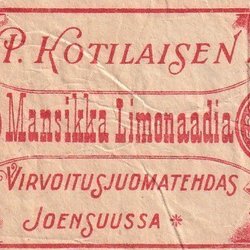 P. KOTILAISEN
Mansikka Limonaadia
VIRVOITUSJUOMATEHDAS
JOENSUUSSA *